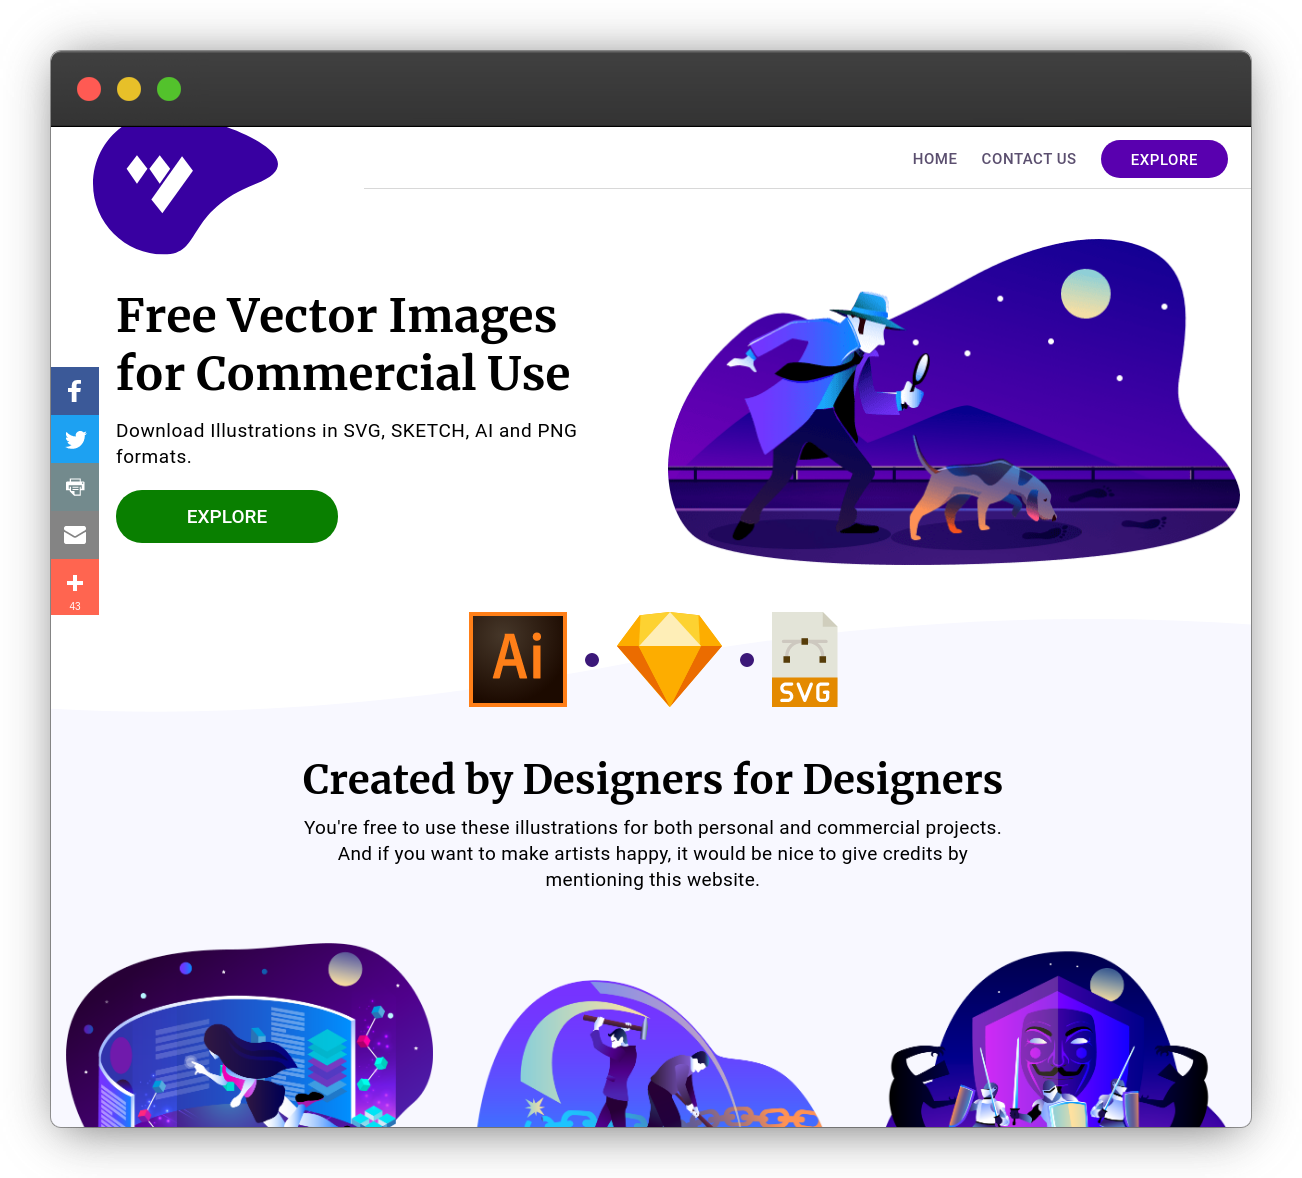 HOME CONTACT US EXPLORE
Free Vector Images
for Commercial Use
Download Illustrations in SVG, SKETCH, AI and PNG
formats.
EXPLORE
43
Ai
SVG
Created by Designers for Designers
You're free to use these illustrations for both personal and commercial projects.
And if you want to make artists happy, it would be nice to give credits by
mentioning this website.